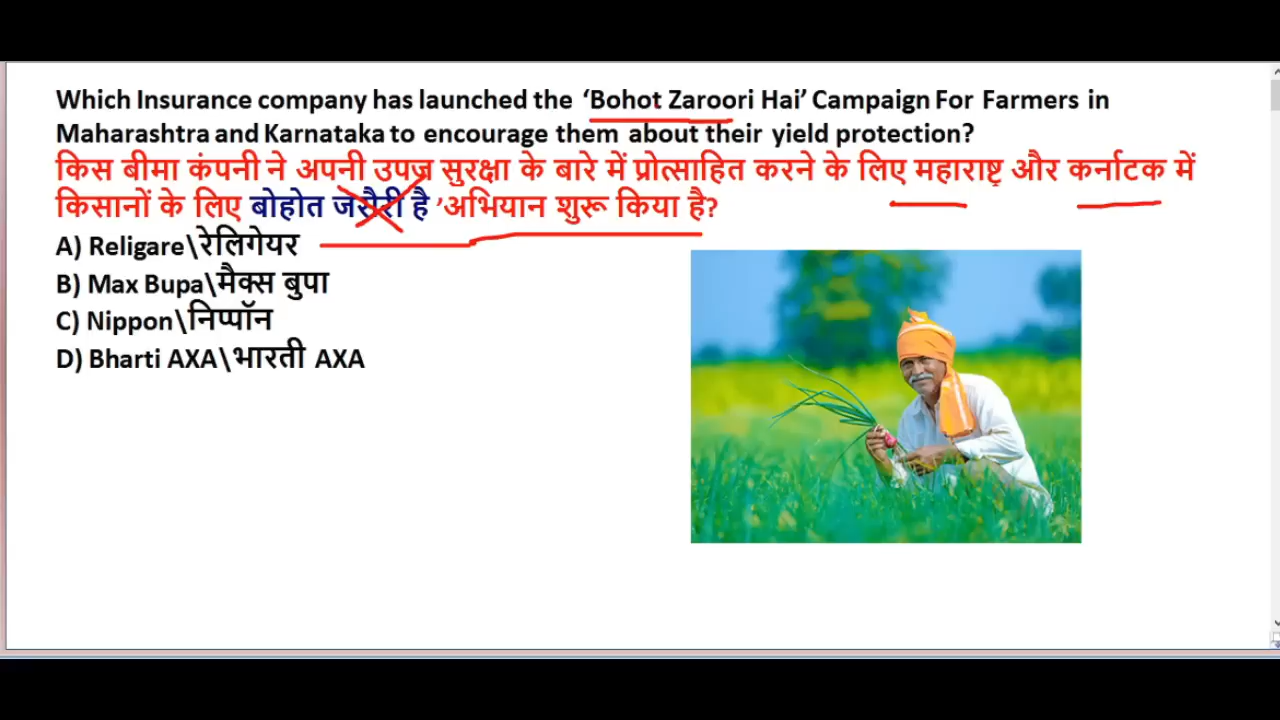 Which Insurance company has launched the ‘Bohot Zaroori Hai’ Campaign For Farmers in
Maharashtra and Karnataka to encourage them about their yield protection?
किस बीमा कंपनी ने अपनी उपज सुरक्षा के बारे में प्रोत्साहित करने के लिए महाराष्ट्र और कर्नाटक में
किसानों के लिए बोहोत जरौरी है ’अभियान शुरू किया है?
A) Religare\रेलिगेयर
B) Max Bupa\मैक्स बुपा
C) Nippon\निप्पॉन
D) Bharti AXA\भारती AXA